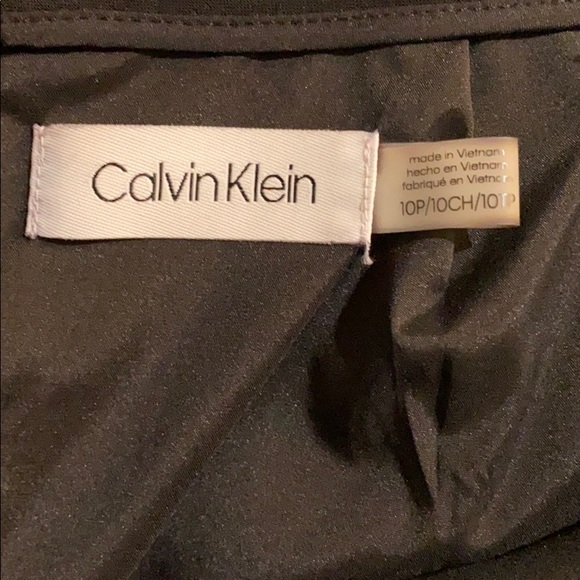 Calvin Klein
made in Vietnam
hecho en Vietnam
fabriqué en Vietnam
10P/10CH/10TP